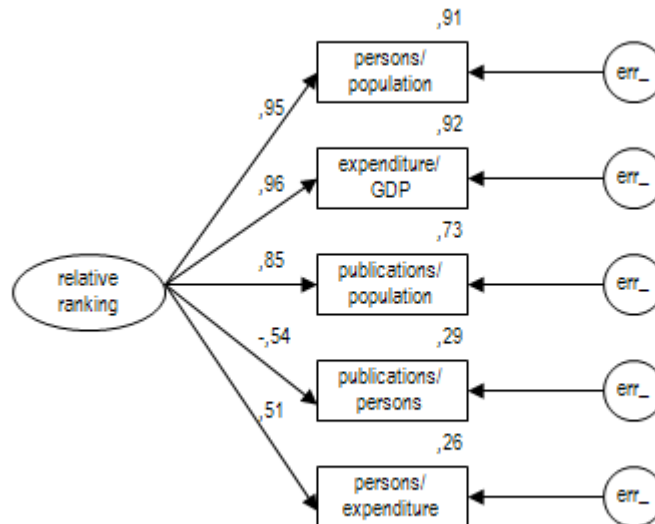 ,91
persons/
population
err_
,95
,92
expenditure/
GDP
err_
,96
,73
publications/
population
err_
,85
relative
ranking
-,54
,29
publications/
persons
err_
,51
,26
persons/
expenditure
err_